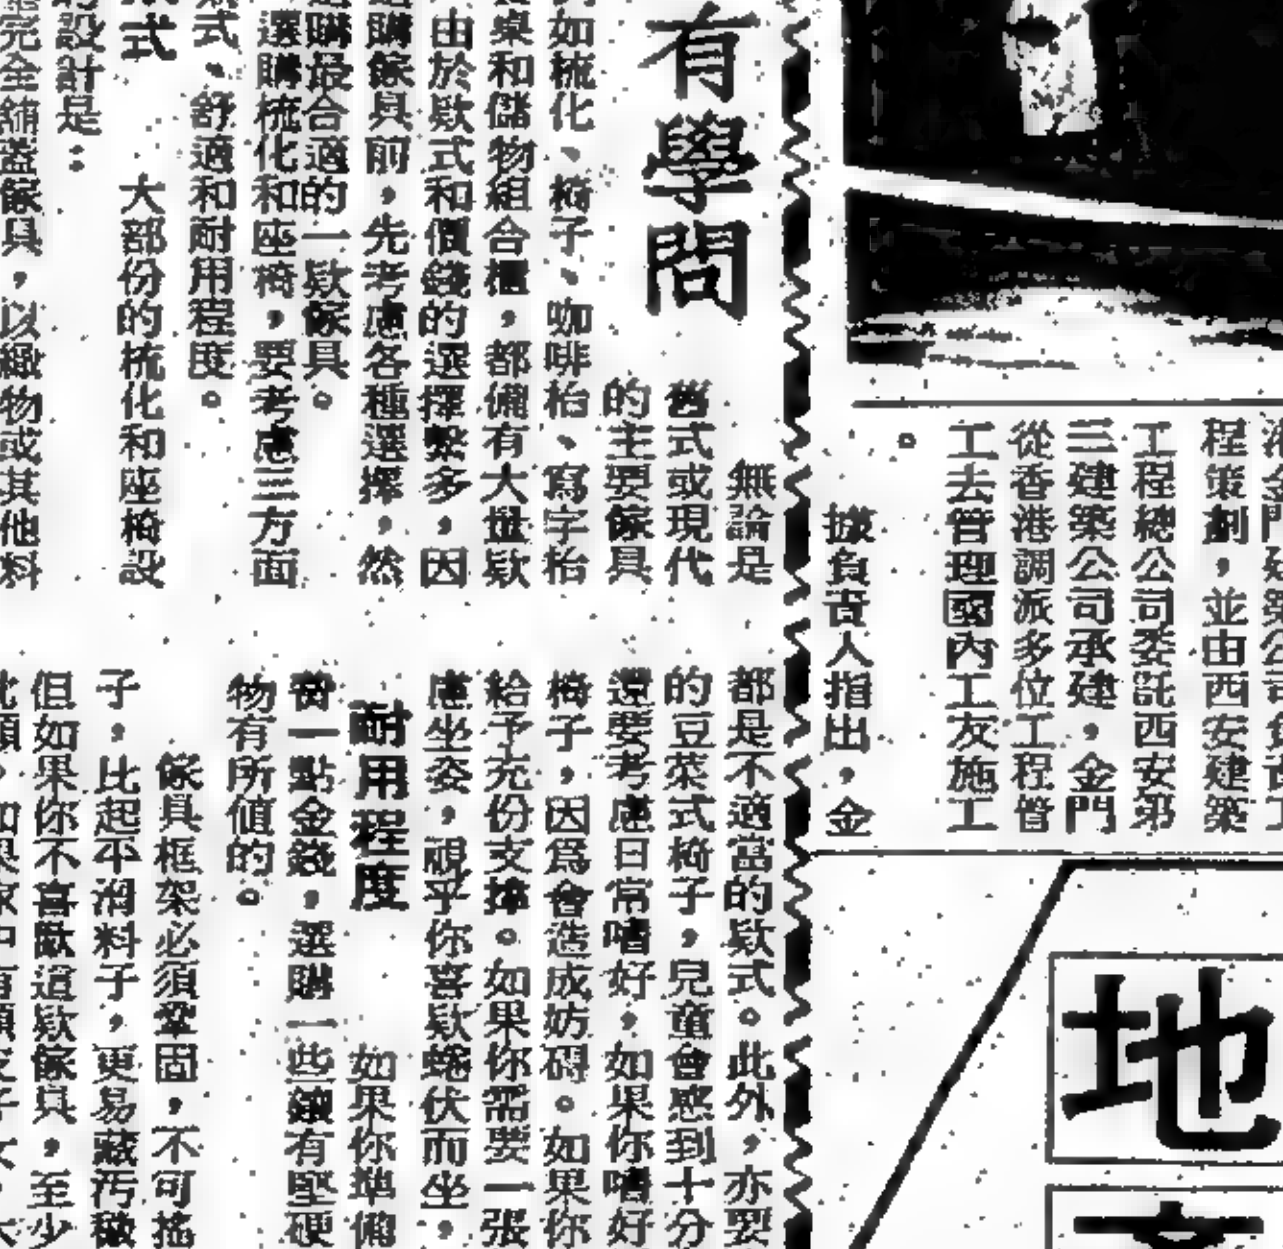 程策劃，並由西安建築
工程總公司委託西安第
三建築公司承建，金門
從香港調派多位工程管
工去管理國內工友施工
。
據負責人指出，金
地
有學問
無論是
舊式或現代
的主要傢具
如梳化、椅子、咖啡枱、寫字枱
桌和儲物組合櫃，都備有大量欵
由於欵式和價錢的選擇繁多，因
購傢具前，先考慮各種選擇，然
選購最合適的一欵傢具。
選購梳化和座椅，要考慮三方面
式、舒適和耐用程度。
式
大部份的梳化和座椅設
設計是：
完全舖蓋傢具，以織物或其他料
都是不適當的欵式。此外，亦要
的豆菜式椅子，兒童會感到十分
還要考慮日常嗜好，如果你嗜好
椅子，因為會造成妨碍。如果你
給予充份支撑。如果你需要一張
慮坐姿，視乎你喜欵蜷伏而坐，
耐用程度
如果你準備
費一點金錢，選購一些鑲有堅硬
物有所值的。
傢具框架必須鞏固，不可搖
子，比起平滑料子，更易藏污穢
但如果你不喜歡這欵傢具，至少